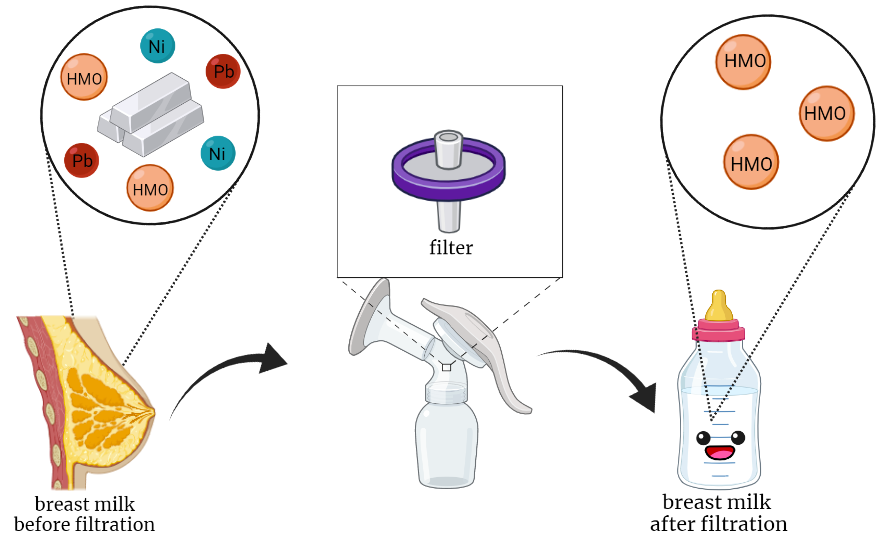 Ni
HMO
Pb
Pb
Ni
HMO
HMO
HMO
HMO
filter
breast milk
before filtration
breast milk
after filtration